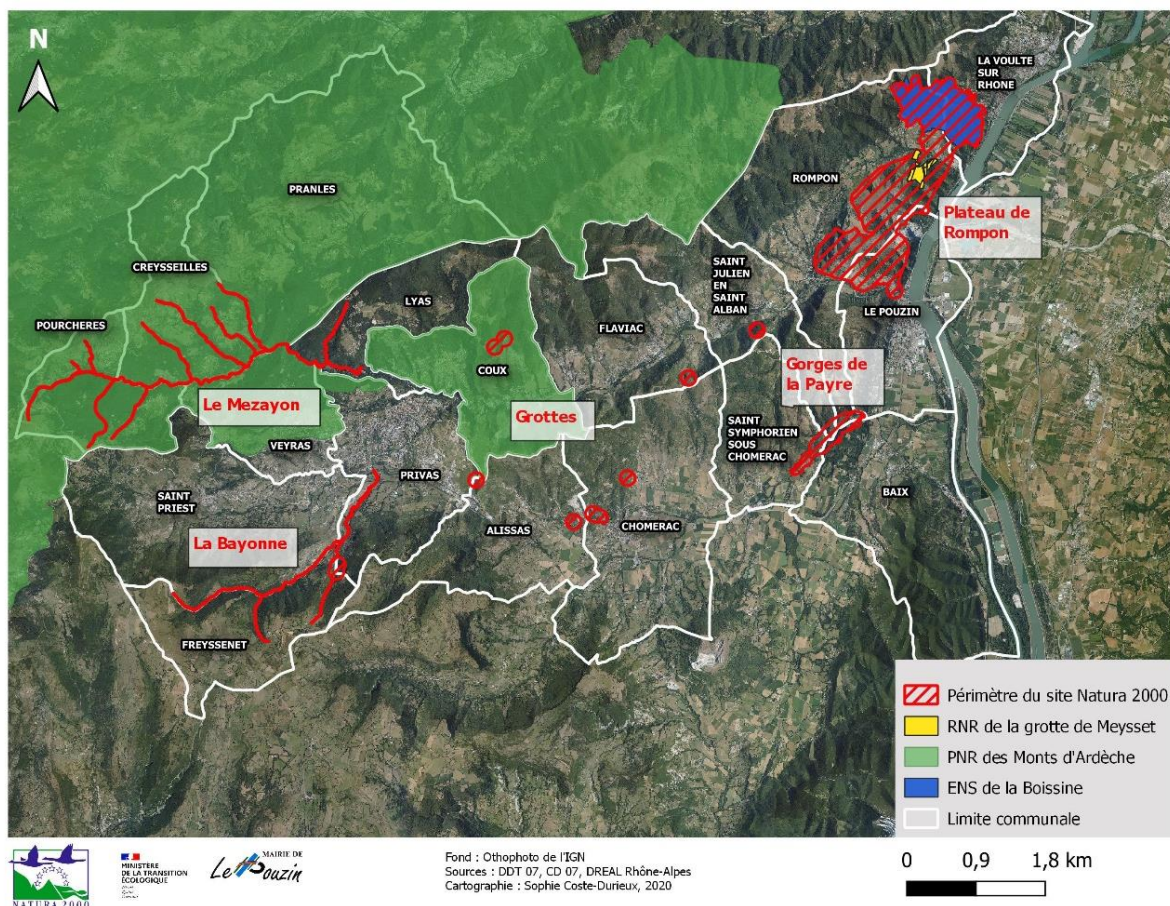 N
LA VOULTE
SUR
RHONE
PRANLES
ROMPON
Plateau de
Rompon
CREYSSEILLES
SAINT
JULIEN
EN
SAINT
ALBAN
LYAS
POURCHERES
FLAVIAC
LE POUZIN
COUX
Gorges de
la Payre
Le Mezayon
Grottes
VEYRAS
SAINT
SYMPHORIEN
SOUS
CHOMERAC
PRIVAS
BAIX
SAINT
PRIEST
ALISSAS
CHOMERAC
La Bayonne
FREYSSENET
Périmètre du site Natura 2000
RNR de la grotte de Meysset
PNR des Monts d'Ardèche
ENS de la Boissine
Limite communale
NATURA 2000
MINISTÈRE
DE LA TRANSITION
ÉCOLOGIQUE
MAIRIE DE
Le Pouzin
Fond : Othophoto de l'IGN
Sources : DDT 07, CD 07, DREAL Rhône-Alpes
Cartographie : Sophie Coste-Durieux, 2020
0 0,9 1,8 km